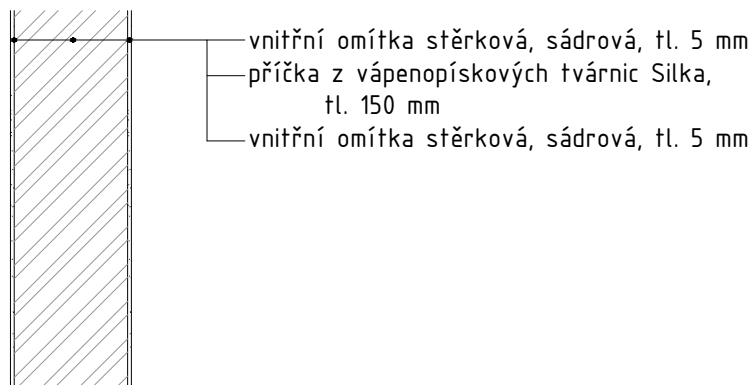 vnitřní omítka stěrková, sádrová, tl. 5 mm
příčka z vápenopískových tvárnic Silka,
tl. 150 mm
vnitřní omítka stěrková, sádrová, tl. 5 mm